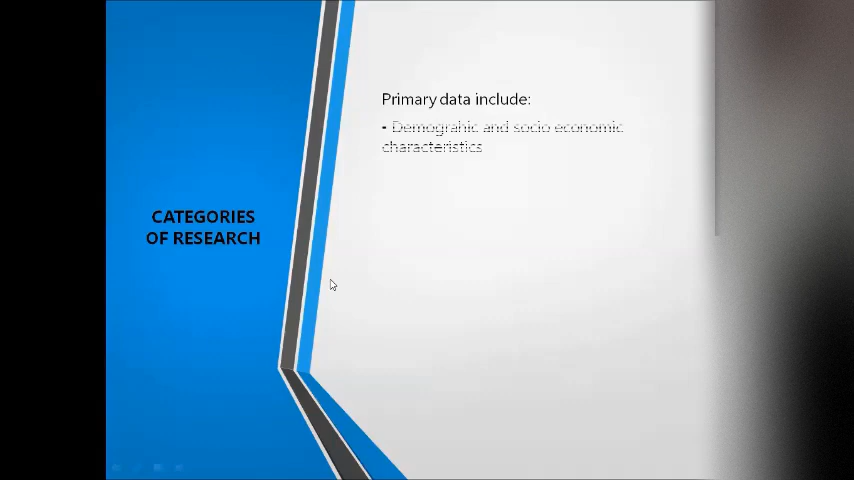 CATEGORIES
OF RESEARCH
Primary data include:
• Demograhic and socio economic
characteristics